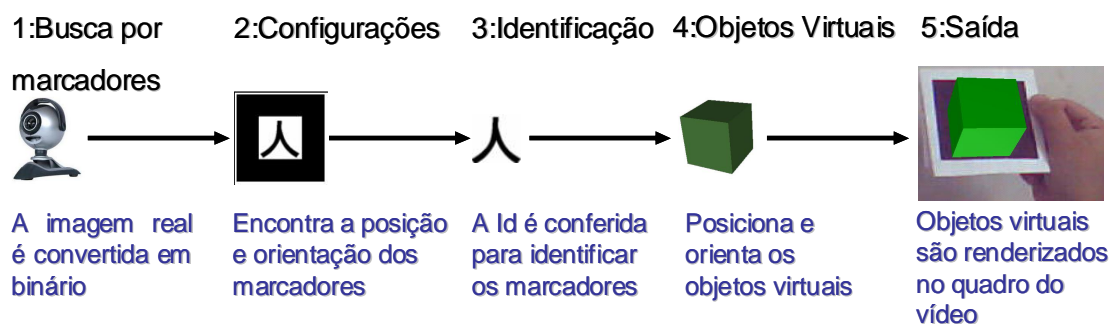 1:Busca por
marcadores
2:Configurações
3:Identificação
4:Objetos Virtuais
5:Saída
人
人
A imagem real
é convertida em
binário
Encontra a posição
e orientação dos
marcadores
A Id é conferida
para identificar
os marcadores
Posiciona e
orienta os
objetos virtuais
Objetos virtuais
são renderizados
no quadro do
vídeo